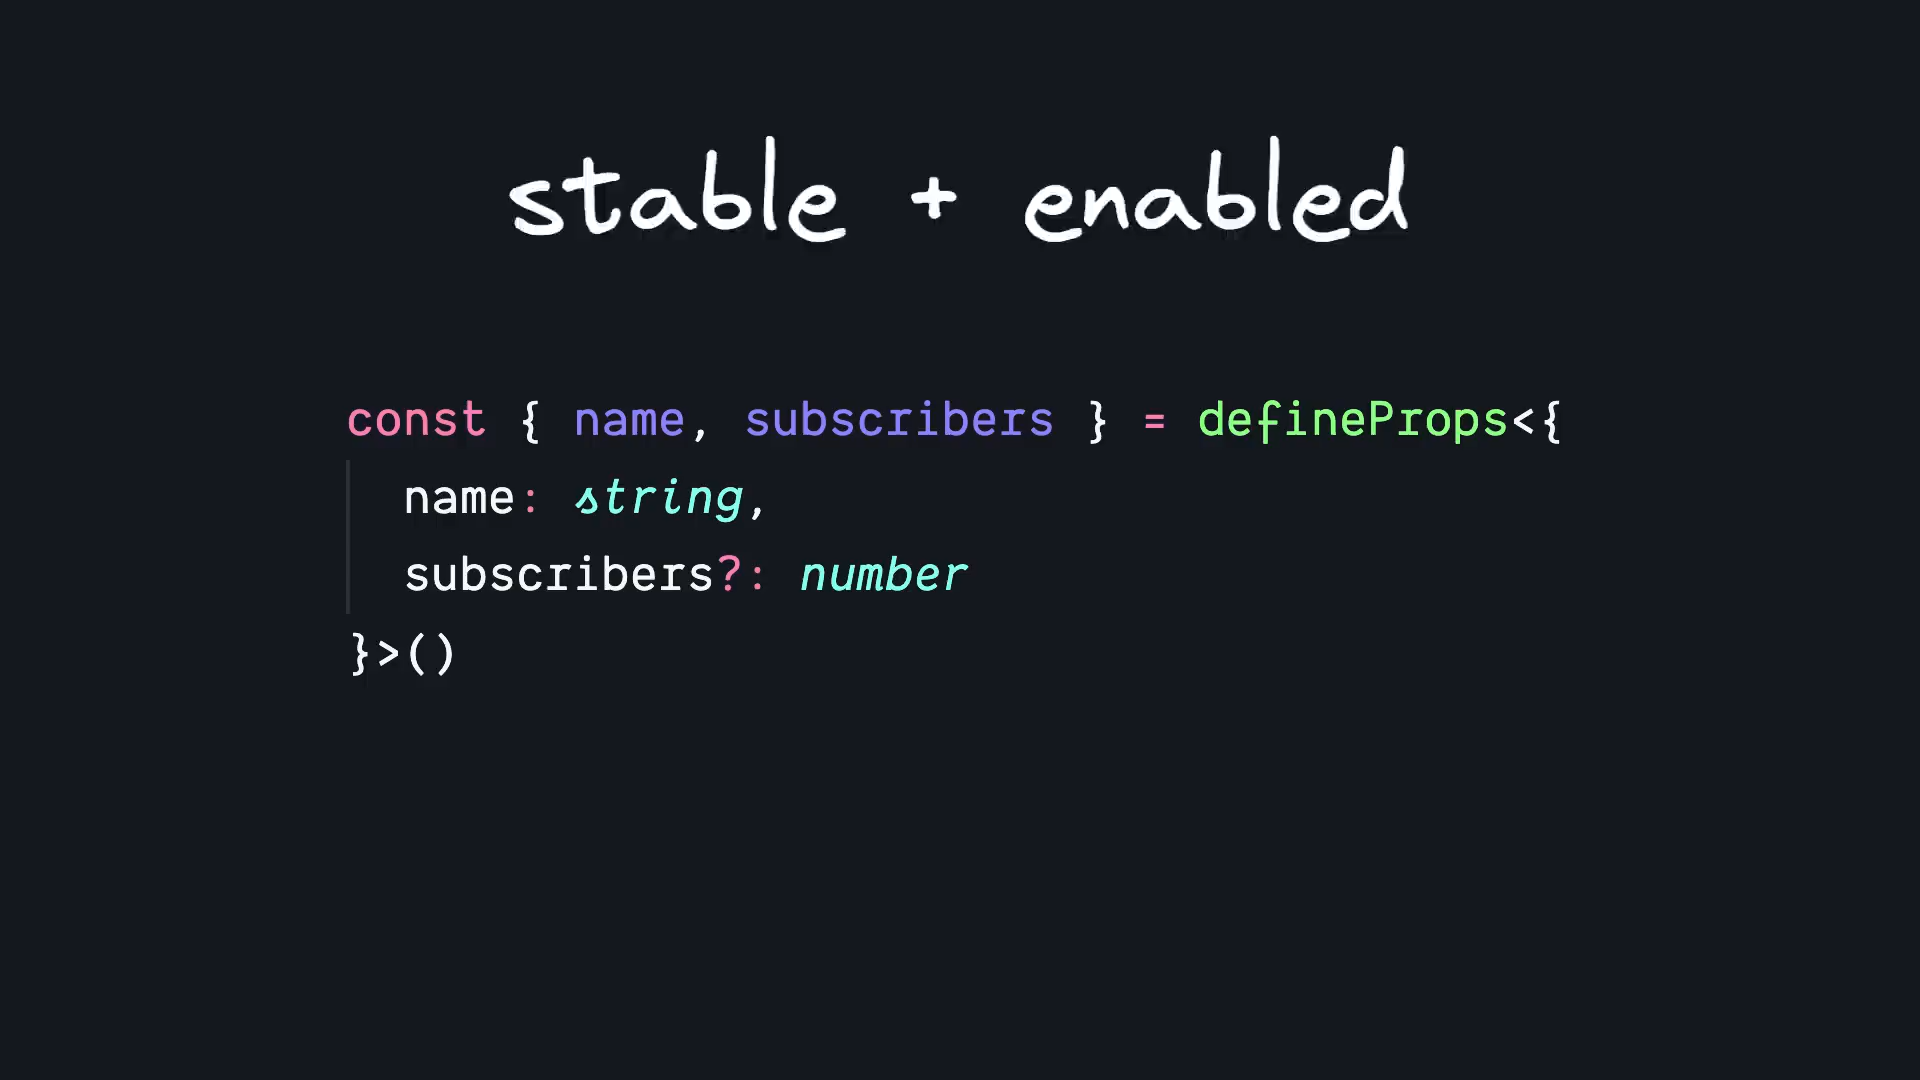 stable + enabled
const { name, subscribers } = defineProps<{
  name: string,
  subscribers?: number
}>()